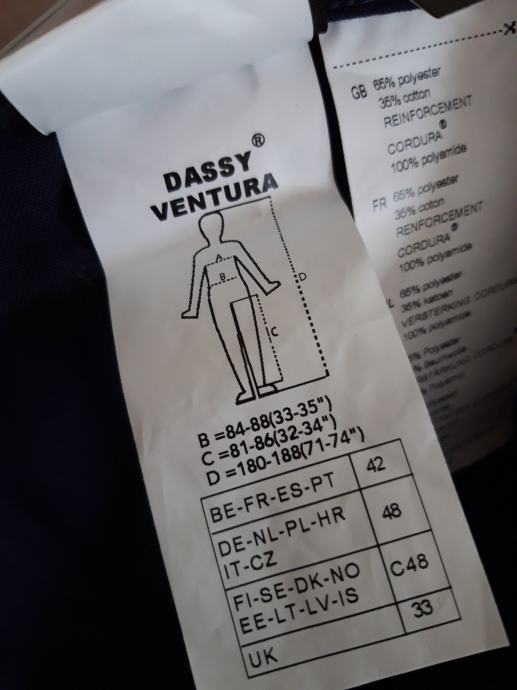 DASSY®
VENTURA
A
B
C
D
B =84-88(33-35")
C =81-86(32-34")
D =180-188(71-74")
BE-FR-ES-PT 42
DE-NL-PL-HR
IT-CZ 48
FI-SE-DK-NO
EE-LT-LV-IS C48
UK 33
GB 65% polyester
35% cotton
REINFORCEMENT
CORDURA®
100% polyamide
FR 65% polyester
35% coton
RENFORCEMENT
CORDURA®
100% polyamide
65% polyester
35% katoen
VERSTERKING CORDURA
100% polyamide